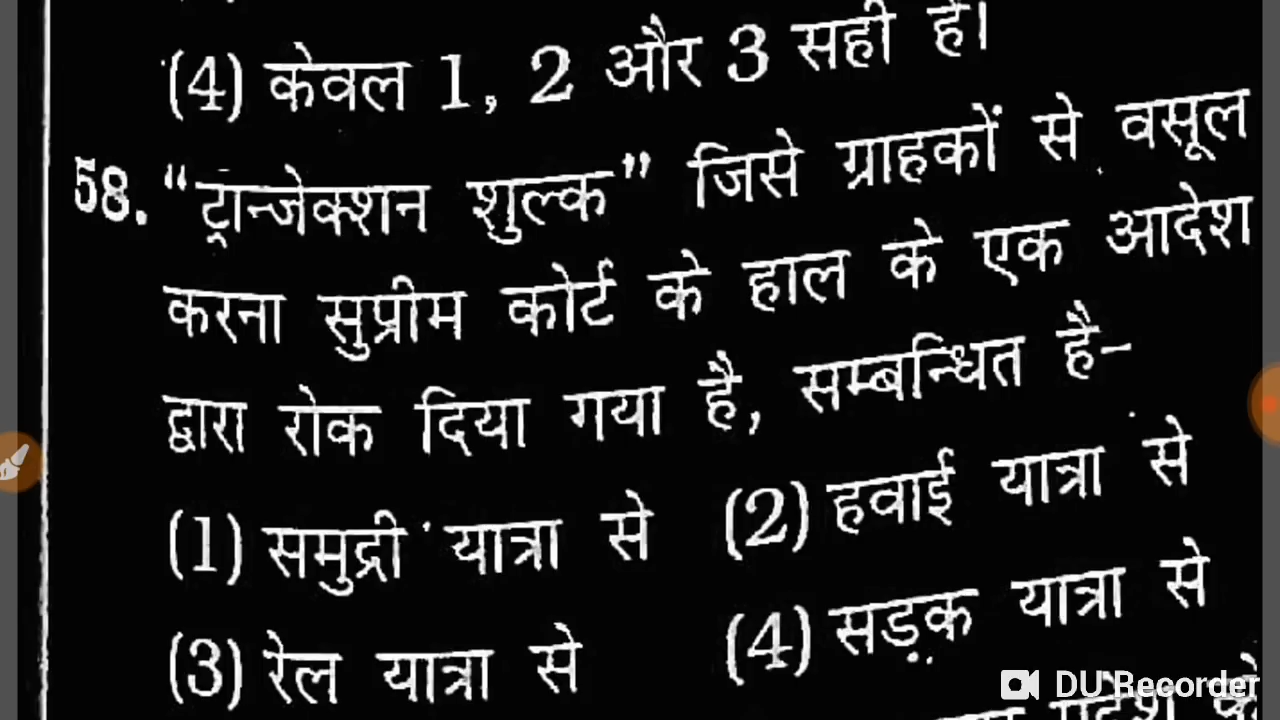 (4) केवल 1, 2 और 3 सही हैं।
58. “ट्रान्जेक्शन शुल्क” जिसे ग्राहकों से वसूल
करना सुप्रीम कोर्ट के हाल के एक आदेश
द्वारा रोक दिया गया है, सम्बन्धित है–
(1) समुद्री यात्रा से (2) हवाई यात्रा से
(3) रेल यात्रा से (4) सड़क यात्रा से
DU Recorder